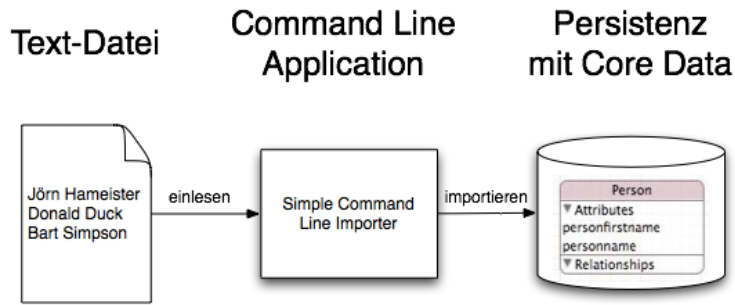 Text-Datei
Command Line
Application
Persistenz
mit Core Data
Jörn Hameister
Donald Duck
Bart Simpson
einlesen
Simple Command
Line Importer
importieren
Person
▼ Attributes
personfirstname
personname
▼ Relationships